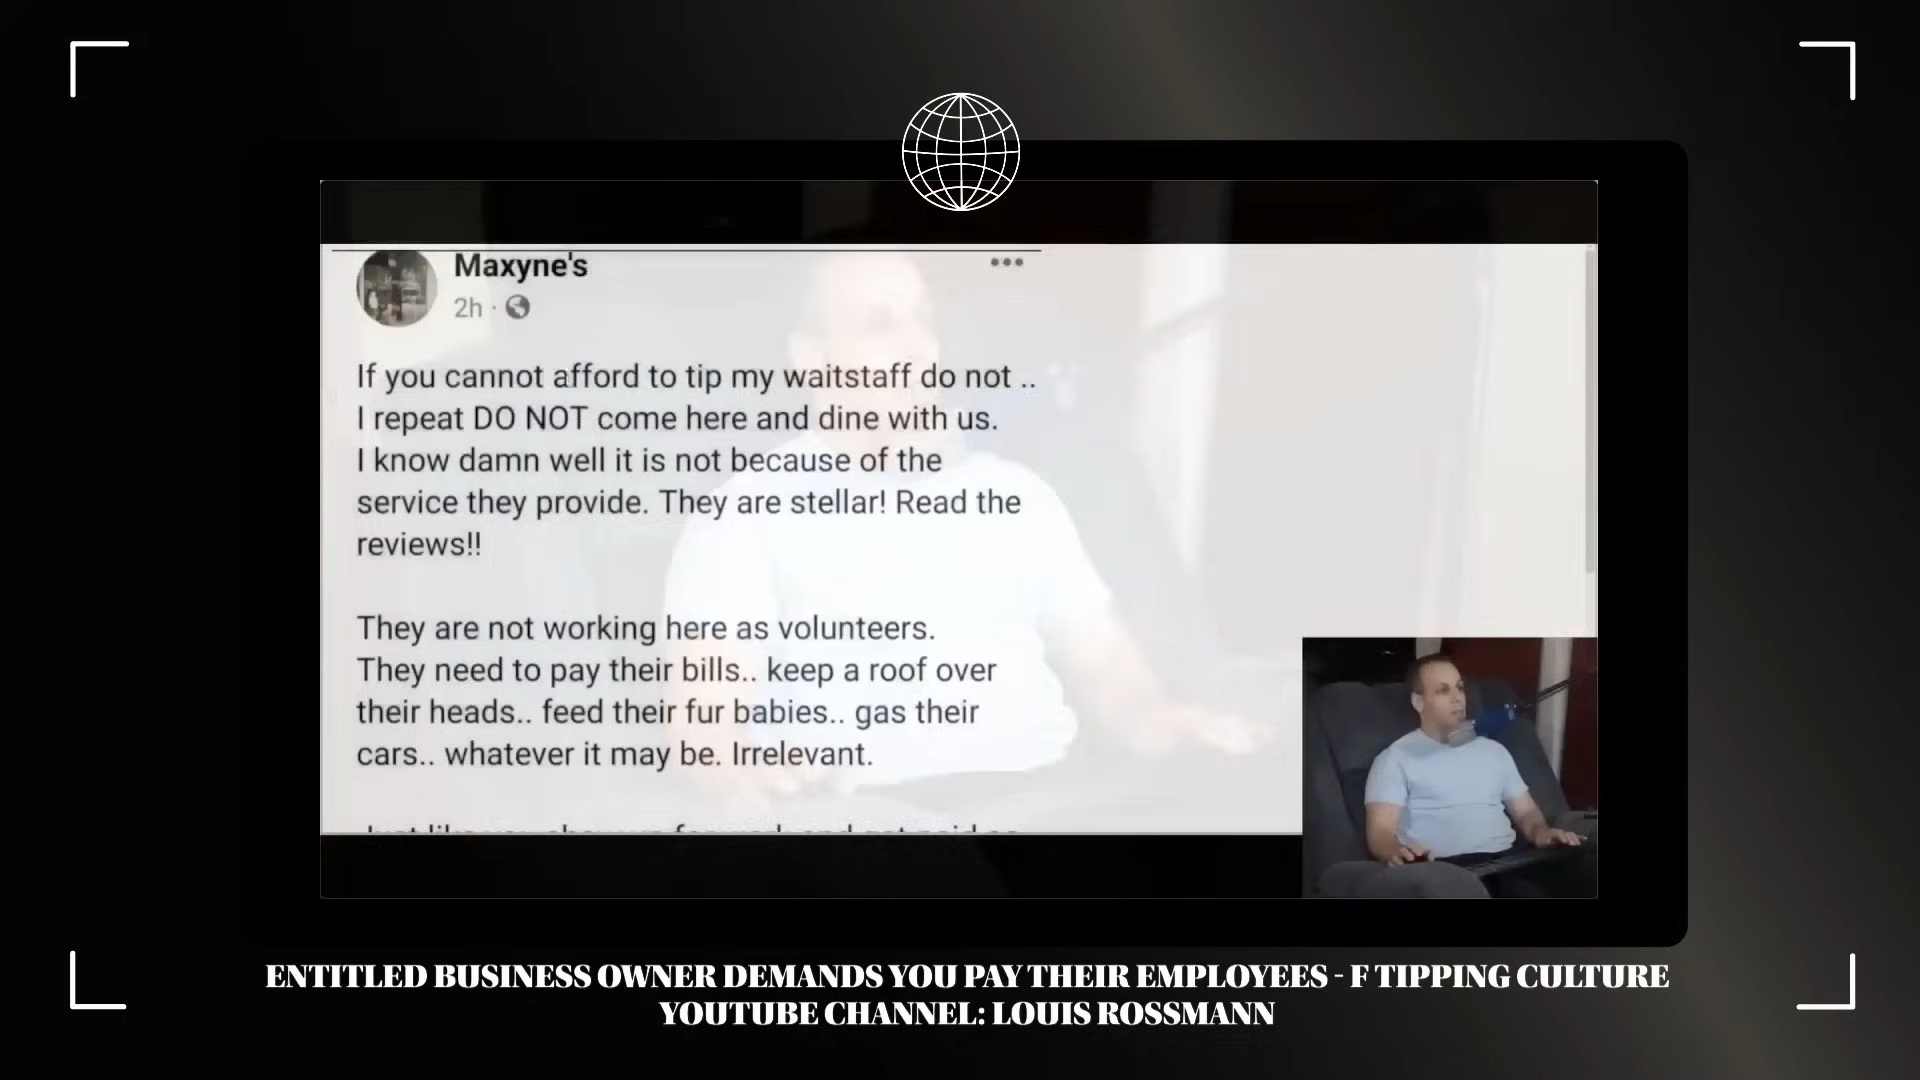 Maxyne's
2h ·
If you cannot afford to tip my waitstaff do not ..
I repeat DO NOT come here and dine with us.
I know damn well it is not because of the
service they provide. They are stellar! Read the
reviews!!
They are not working here as volunteers.
They need to pay their bills.. keep a roof over
their heads.. feed their fur babies.. gas their
cars.. whatever it may be. Irrelevant.
ENTITLED BUSINESS OWNER DEMANDS YOU PAY THEIR EMPLOYEES - F TIPPING CULTURE
YOUTUBE CHANNEL: LOUIS ROSSMANN